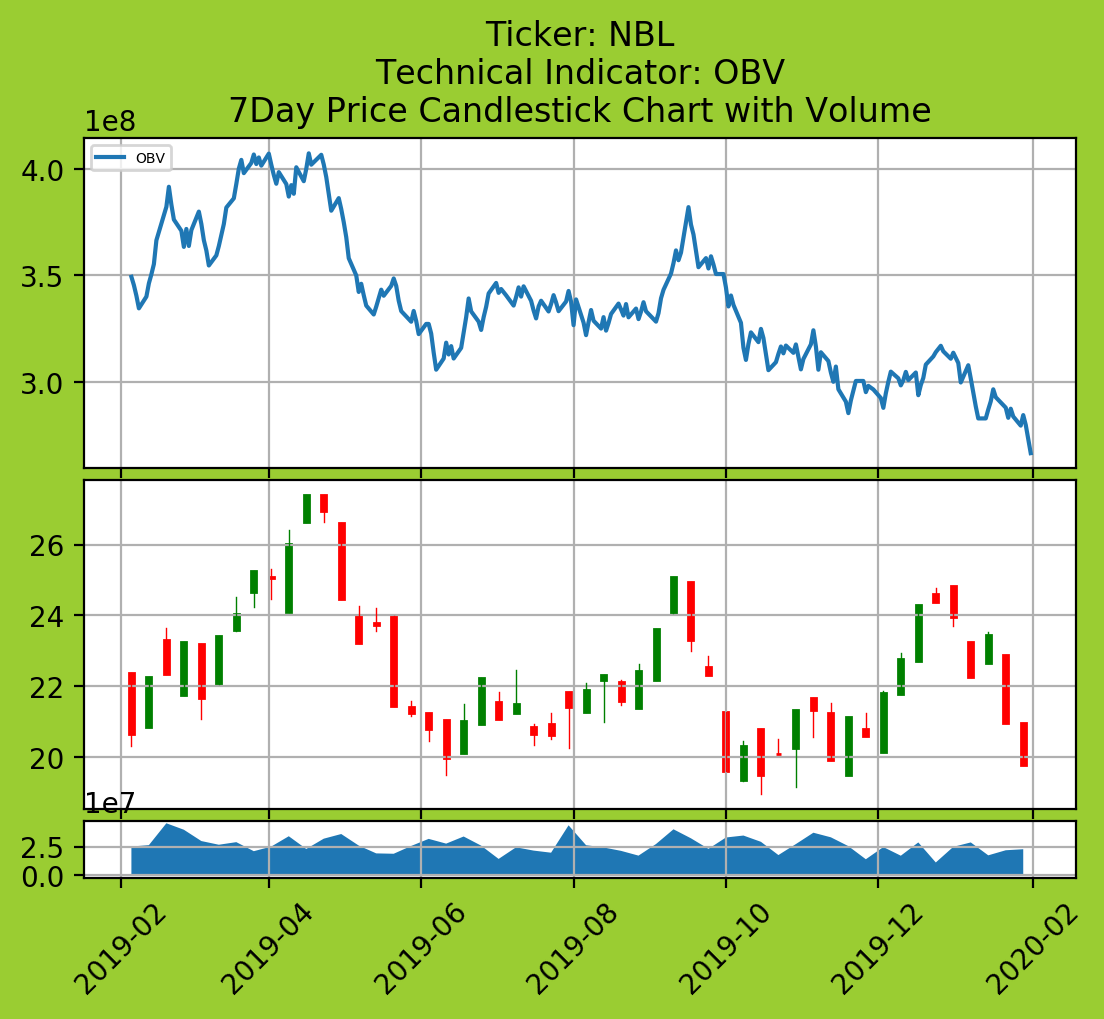 Ticker: NBL
Technical Indicator: OBV
7Day Price Candlestick Chart with Volume
1e8
OBV
4.0
3.5
3.0
26
24
22
20
1e7
2.5
0.0
2019-02
2019-04
2019-06
2019-08
2019-10
2019-12
2020-02